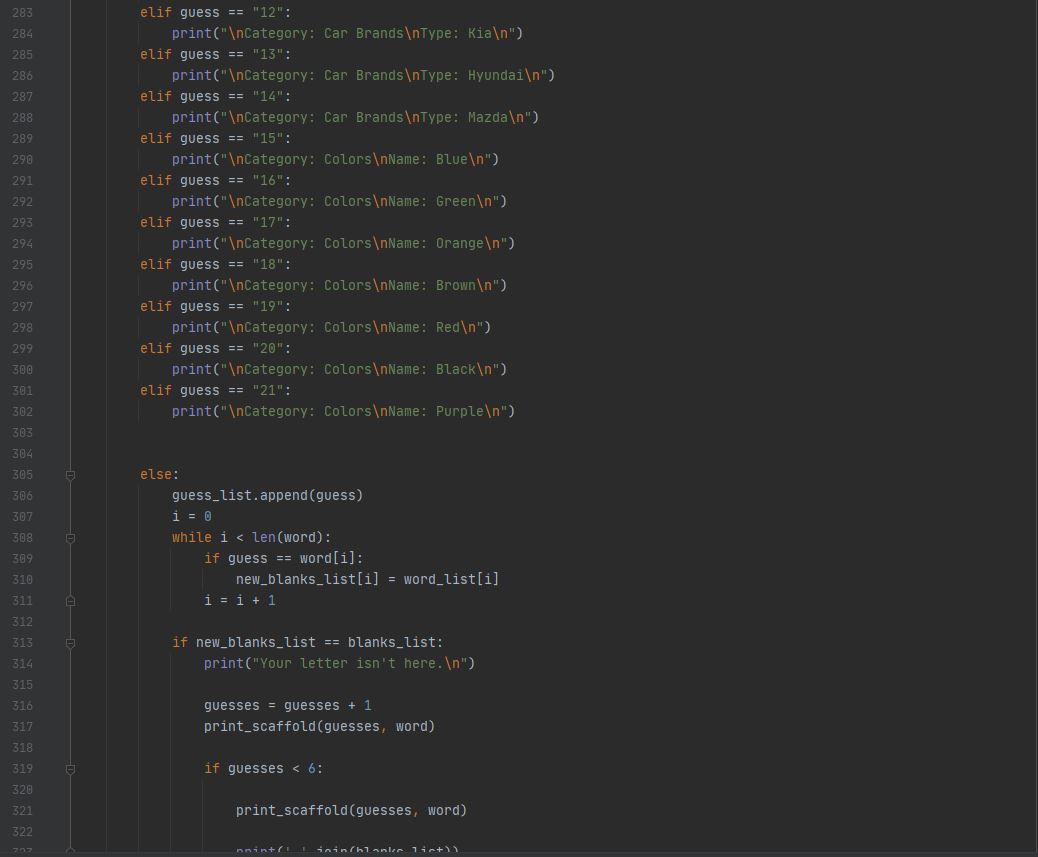 283 elif guess == "12":
284 print("\nCategory: Car Brands\nType: Kia\n")
285 elif guess == "13":
286 print("\nCategory: Car Brands\nType: Hyundai\n")
287 elif guess == "14":
288 print("\nCategory: Car Brands\nType: Mazda\n")
289 elif guess == "15":
290 print("\nCategory: Colors\nName: Blue\n")
291 elif guess == "16":
292 print("\nCategory: Colors\nName: Green\n")
293 elif guess == "17":
294 print("\nCategory: Colors\nName: Orange\n")
295 elif guess == "18":
296 print("\nCategory: Colors\nName: Brown\n")
297 elif guess == "19":
298 print("\nCategory: Colors\nName: Red\n")
299 elif guess == "20":
300 print("\nCategory: Colors\nName: Black\n")
301 elif guess == "21":
302 print("\nCategory: Colors\nName: Purple\n")
303
304
305 else:
306 guess_list.append(guess)
307 i = 0
308 while i < len(word):
309 if guess == word[i]:
310 new_blanks_list[i] = word_list[i]
311 i = i + 1
312
313 if new_blanks_list == blanks_list:
314 print("Your letter isn't here.\n")
315
316 guesses = guesses + 1
317 print_scaffold(guesses, word)
318
319 if guesses < 6:
320
321 print_scaffold(guesses, word)
322
323 print(' '.join(blanks_list))